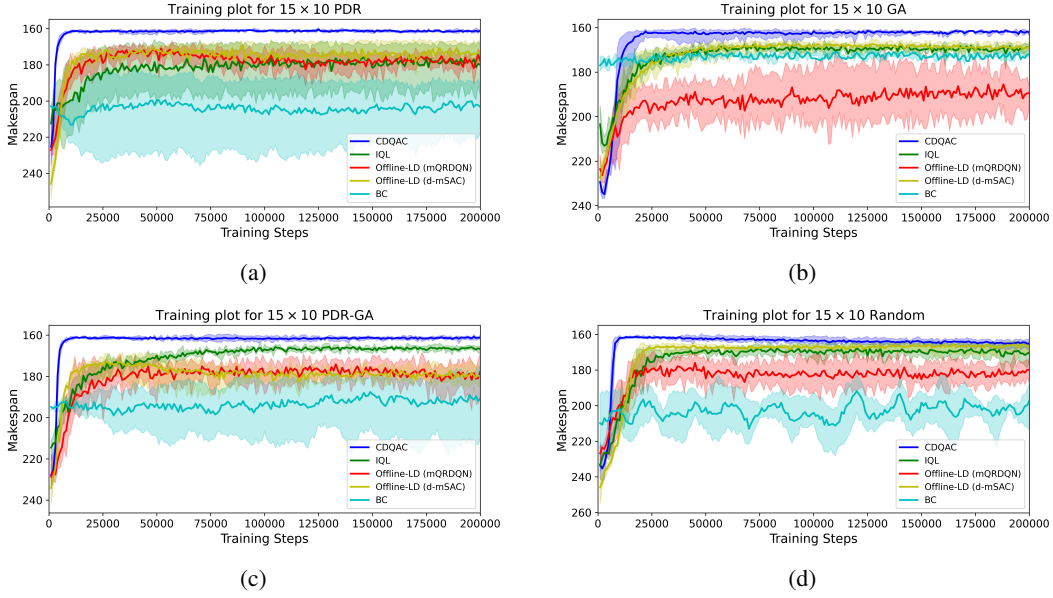 Training plot for 15 × 10 PDR
Makespan
160
180
200
220
240
0 25000 50000 75000 100000 125000 150000 175000 200000
Training Steps
CDQAC
IQL
Offline-LD (mQRDQN)
Offline-LD (d-mSAC)
BC
(a)
Training plot for 15 × 10 GA
Makespan
160
180
200
220
240
0 25000 50000 75000 100000 125000 150000 175000 200000
Training Steps
CDQAC
IQL
Offline-LD (mQRDQN)
Offline-LD (d-mSAC)
BC
(b)
Training plot for 15 × 10 PDR-GA
Makespan
160
180
200
220
240
0 25000 50000 75000 100000 125000 150000 175000 200000
Training Steps
CDQAC
IQL
Offline-LD (mQRDQN)
Offline-LD (d-mSAC)
BC
(c)
Training plot for 15 × 10 Random
Makespan
160
180
200
220
240
260
0 25000 50000 75000 100000 125000 150000 175000 200000
Training Steps
CDQAC
IQL
Offline-LD (mQRDQN)
Offline-LD (d-mSAC)
BC
(d)